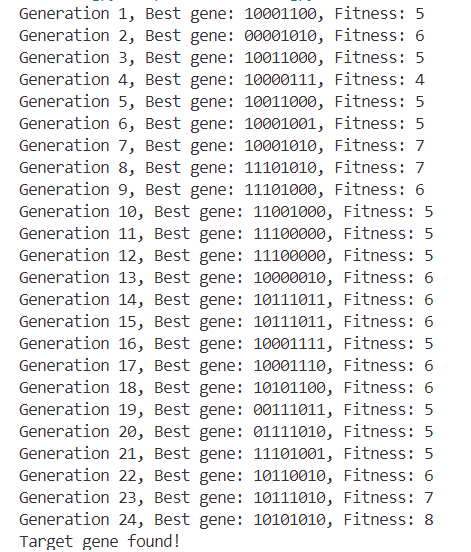 Generation 1, Best gene: 10001100, Fitness: 5
Generation 2, Best gene: 00001010, Fitness: 6
Generation 3, Best gene: 10011000, Fitness: 5
Generation 4, Best gene: 10000111, Fitness: 4
Generation 5, Best gene: 10011000, Fitness: 5
Generation 6, Best gene: 10001001, Fitness: 5
Generation 7, Best gene: 10001010, Fitness: 7
Generation 8, Best gene: 11101010, Fitness: 7
Generation 9, Best gene: 11101000, Fitness: 6
Generation 10, Best gene: 11001000, Fitness: 5
Generation 11, Best gene: 11100000, Fitness: 5
Generation 12, Best gene: 11100000, Fitness: 5
Generation 13, Best gene: 10000010, Fitness: 6
Generation 14, Best gene: 10111011, Fitness: 6
Generation 15, Best gene: 10111011, Fitness: 6
Generation 16, Best gene: 10001111, Fitness: 5
Generation 17, Best gene: 10001110, Fitness: 6
Generation 18, Best gene: 10101100, Fitness: 6
Generation 19, Best gene: 00111011, Fitness: 5
Generation 20, Best gene: 01111010, Fitness: 5
Generation 21, Best gene: 11101001, Fitness: 5
Generation 22, Best gene: 10110010, Fitness: 6
Generation 23, Best gene: 10111010, Fitness: 7
Generation 24, Best gene: 10101010, Fitness: 8
Target gene found!